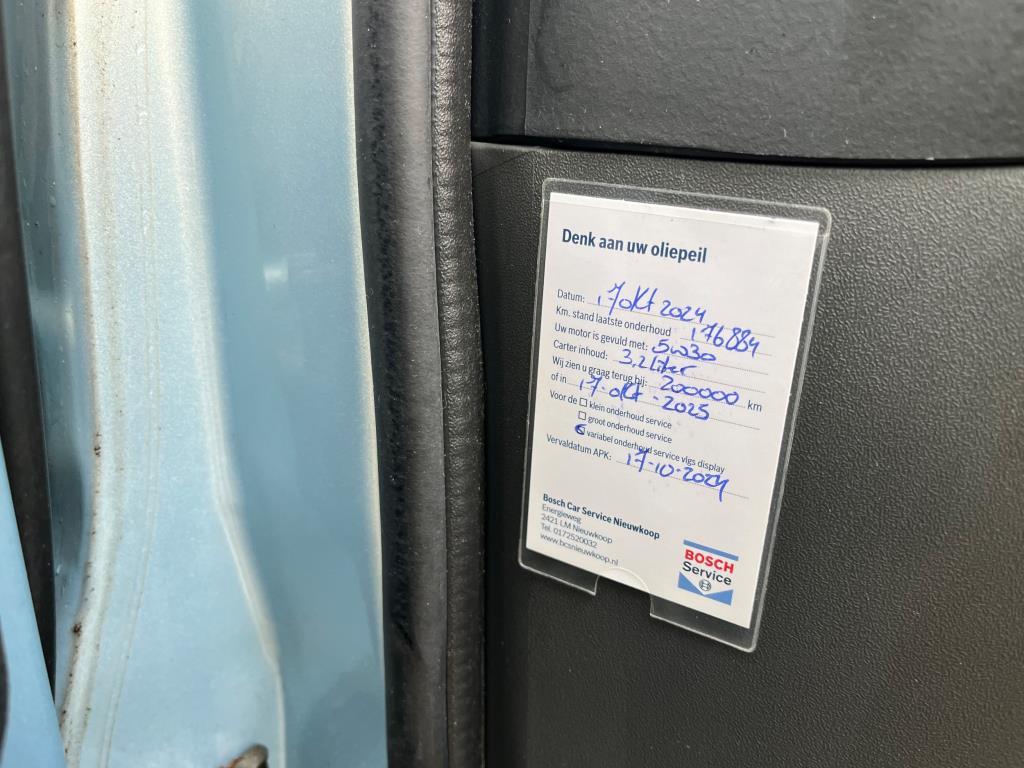 Denk aan uw oliepeil
Datum: 17 okt 2024
Km. stand laatste onderhoud 176884
Uw motor is gevuld met: 5w30
Carter inhoud: 3,2 Liter
Wij zien u graag terug bij: 200000 km
of in 17-okt-2025
Voor de klein onderhoud service
groot onderhoud service
variabel onderhoud service vlgs display
Vervaldatum APK: 17-10-2024
Bosch Car Service Nieuwkoop
Energieweg
2421 LM Nieuwkoop
Tel. 0172520032
www.bcsnieuwkoop.nl
BOSCH
Service